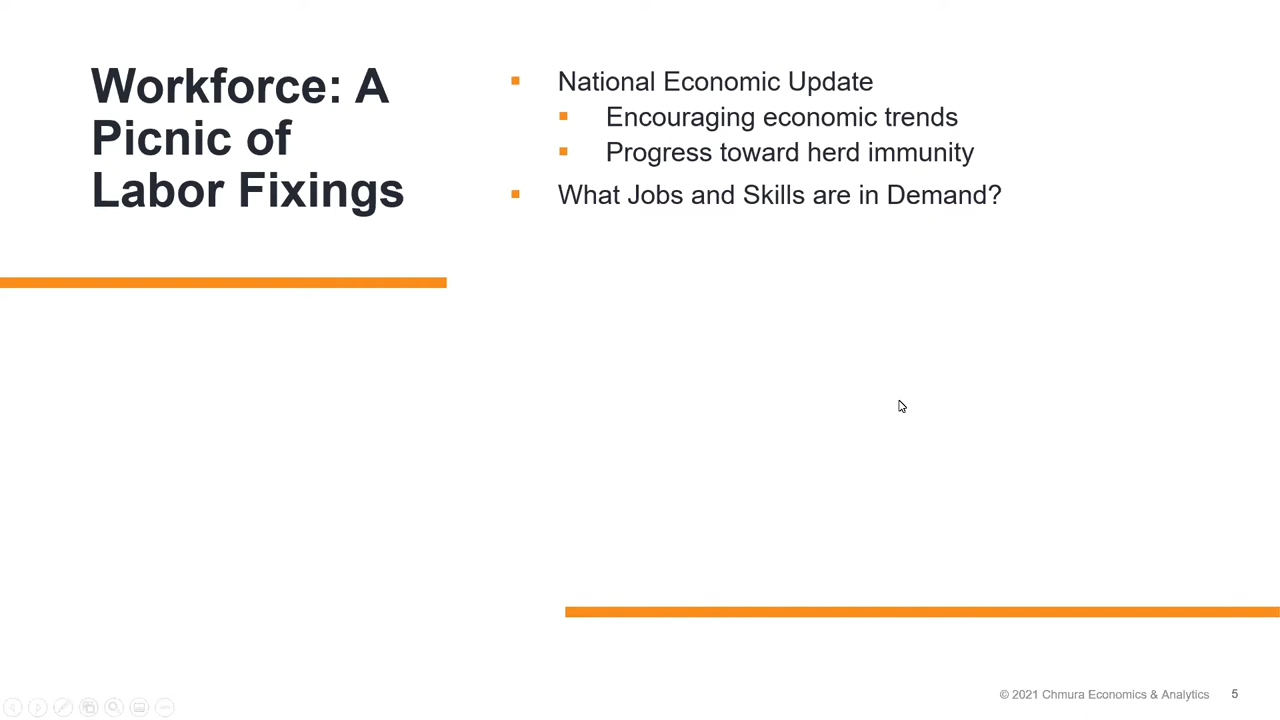 Workforce: A
Picnic of
Labor Fixings
National Economic Update
Encouraging economic trends
Progress toward herd immunity
What Jobs and Skills are in Demand?
© 2021 Chmura Economics & Analytics 5